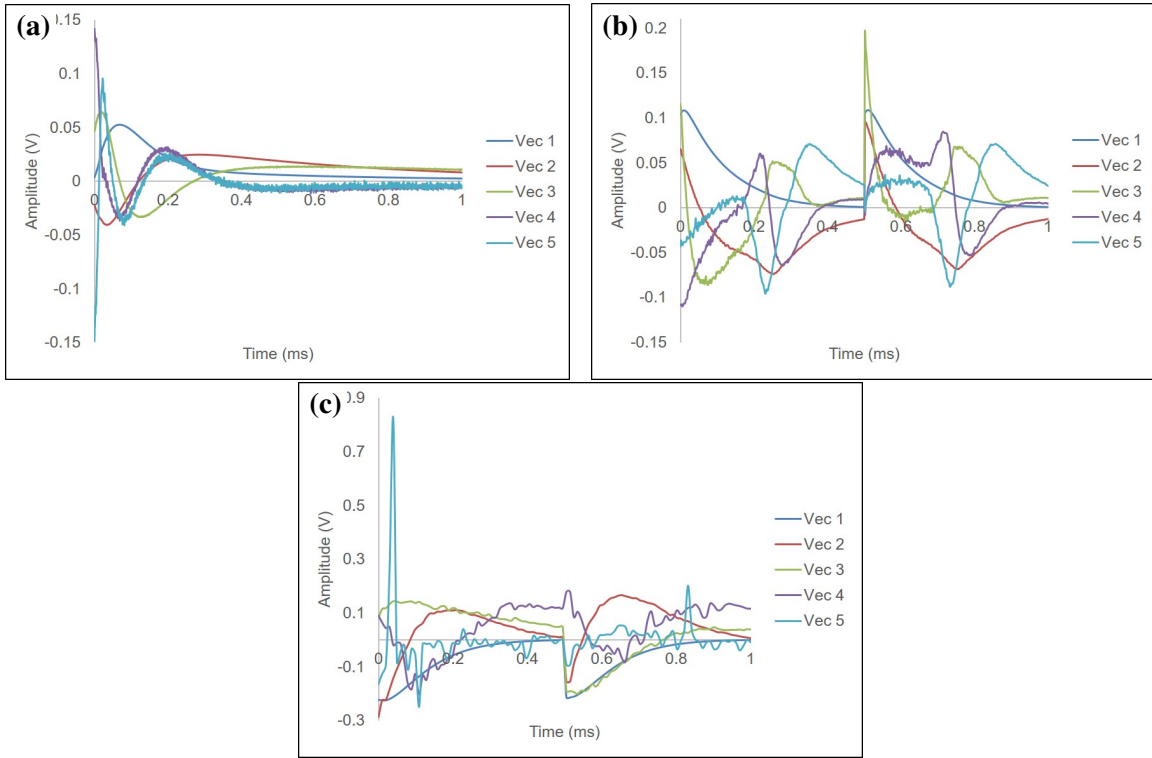 (a)
0.15
0.1
0.05
0
-0.05
-0.1
-0.15
0 0.2 0.4 0.6 0.8 1
Amplitude (V)
Time (ms)
Vec 1
Vec 2
Vec 3
Vec 4
Vec 5
(b)
0.2
0.15
0.1
0.05
0
-0.05
-0.1
-0.15
0 0.2 0.4 0.6 0.8 1
Amplitude (V)
Time (ms)
Vec 1
Vec 2
Vec 3
Vec 4
Vec 5
(c)
0.9
0.7
0.5
0.3
0.1
-0.1
-0.3
0 0.2 0.4 0.6 0.8 1
Amplitude (V)
Time (ms)
Vec 1
Vec 2
Vec 3
Vec 4
Vec 5